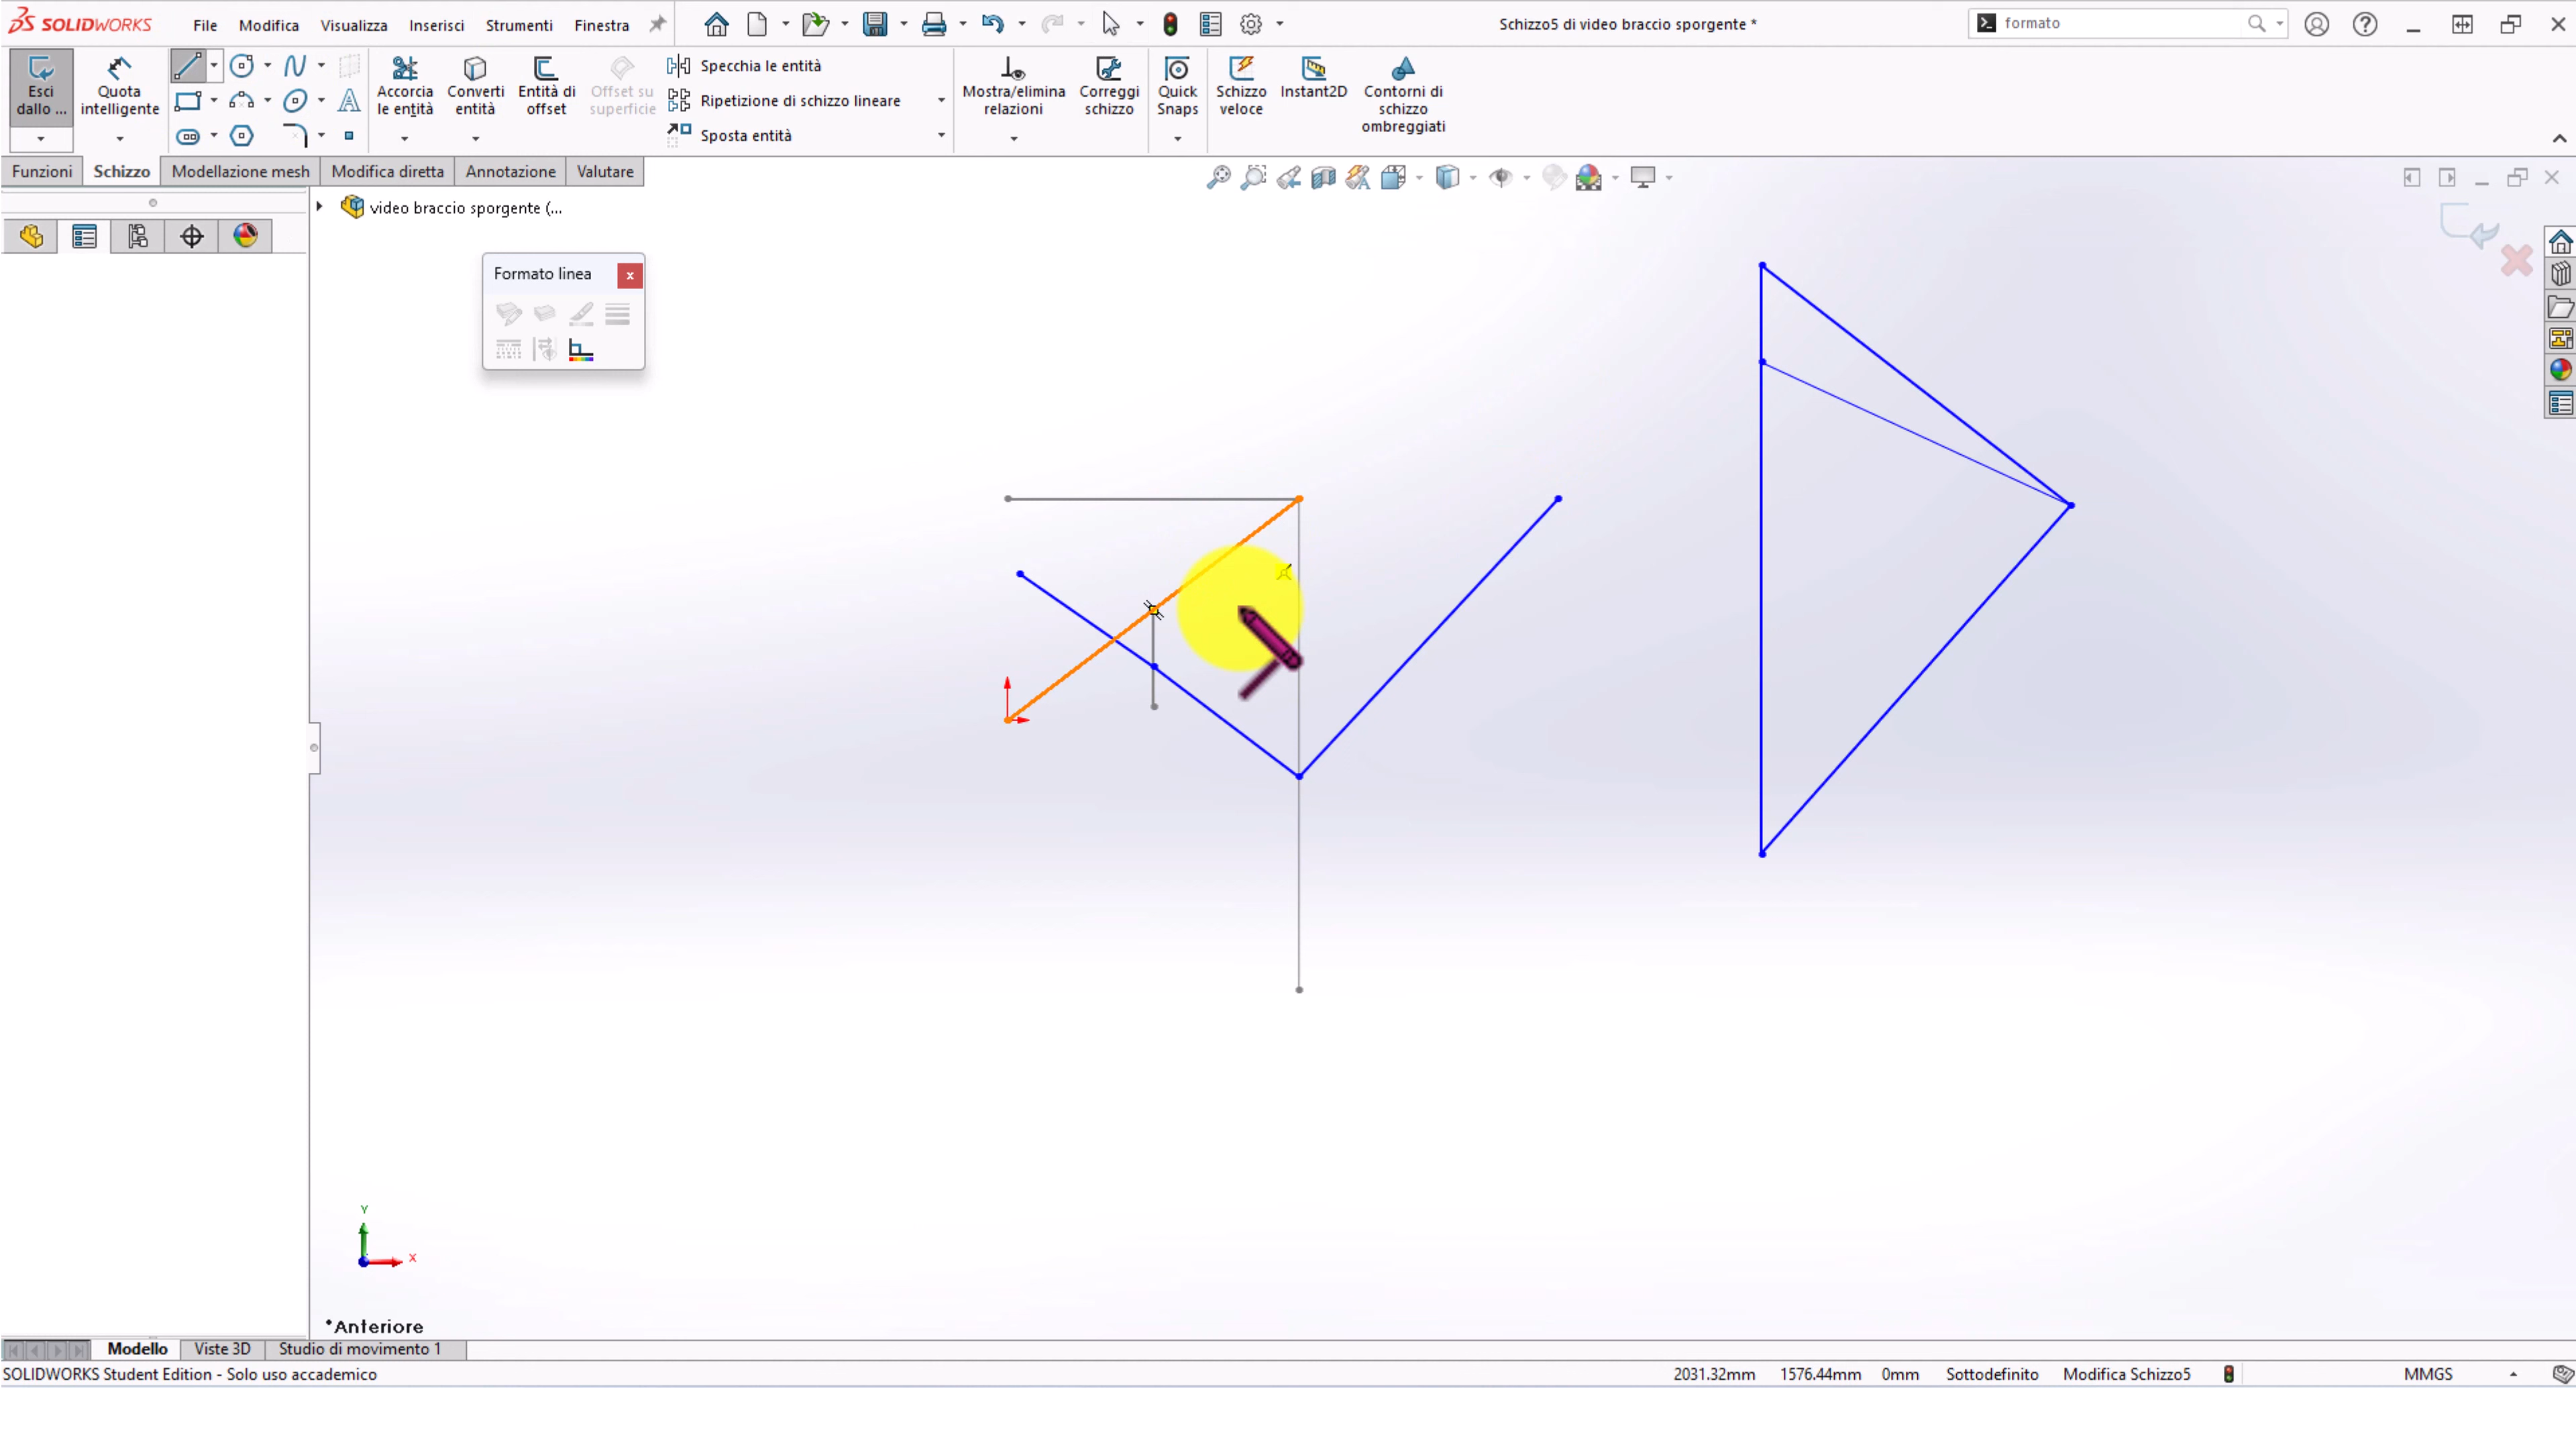 SOLIDWORKS File Modifica Visualizza Inserisci Strumenti Finestra Schizzo5 di video braccio sporgente * formato
Esci dallo ...
Quota intelligente
Accorcia le entità
Converti entità
Entità di offset
Offset su superficie
Specchia le entità
Ripetizione di schizzo lineare
Sposta entità
Mostra/elimina relazioni
Correggi schizzo
Quick Snaps
Schizzo veloce
Instant2D
Contorni di schizzo ombreggiati
Funzioni Schizzo Modellazione mesh Modifica diretta Annotazione Valutare
video braccio sporgente (...
Formato linea
Y
X
*Anteriore
Modello Viste 3D Studio di movimento 1
SOLIDWORKS Student Edition - Solo uso accademico 2031.32mm 1576.44mm 0mm Sottodefinito Modifica Schizzo5 MMGS